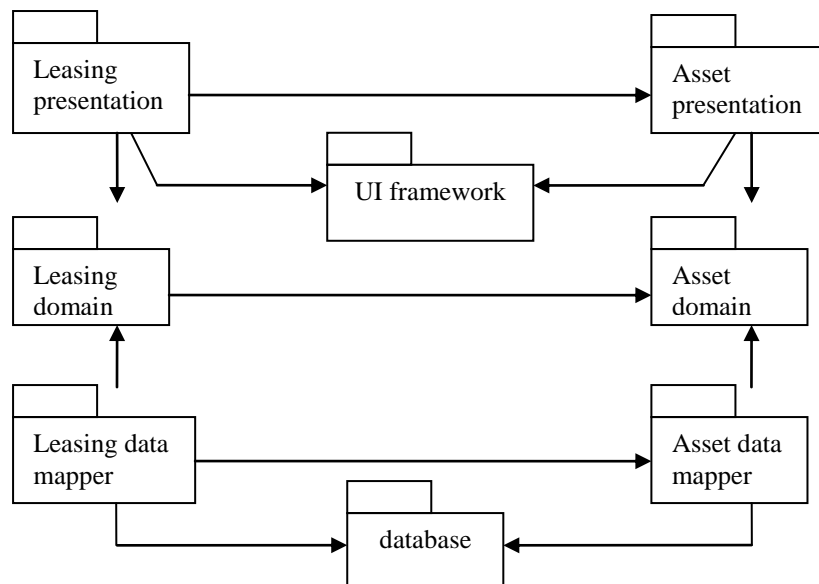 Leasing
presentation
Asset
presentation
UI framework
Leasing
domain
Asset
domain
Leasing data
mapper
Asset data
mapper
database